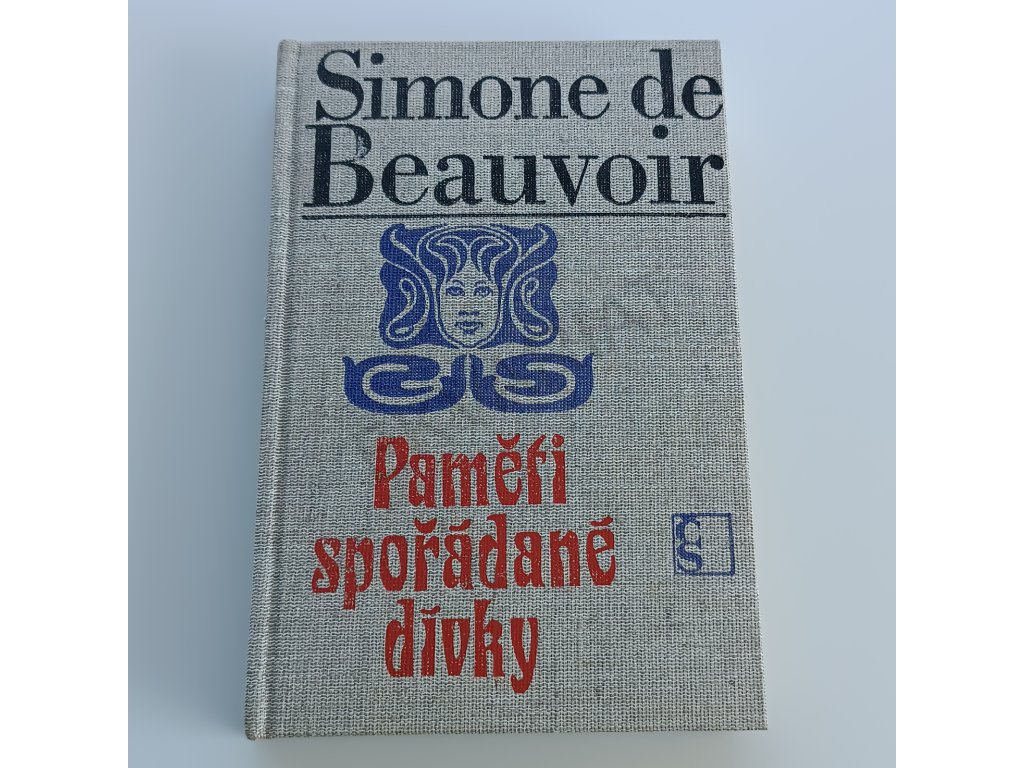 Simone de
Beauvoir
Paměti
spořádané
dívky
čs